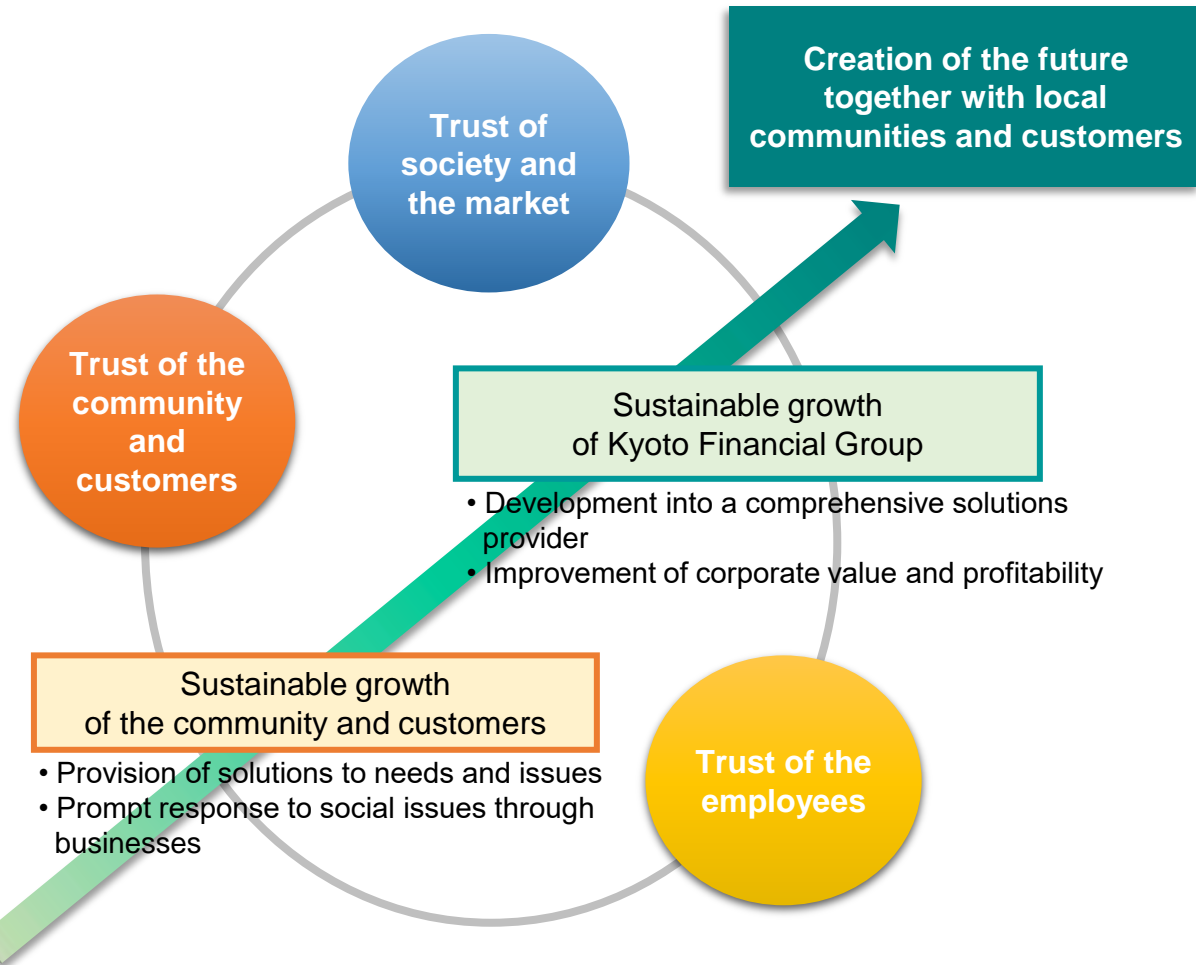 Creation of the future
together with local
communities and customers
Trust of
society and
the market
Trust of the
community
and
customers
Sustainable growth
of Kyoto Financial Group
• Development into a comprehensive solutions
provider
• Improvement of corporate value and profitability
Sustainable growth
of the community and customers
• Provision of solutions to needs and issues
• Prompt response to social issues through
businesses
Trust of the
employees